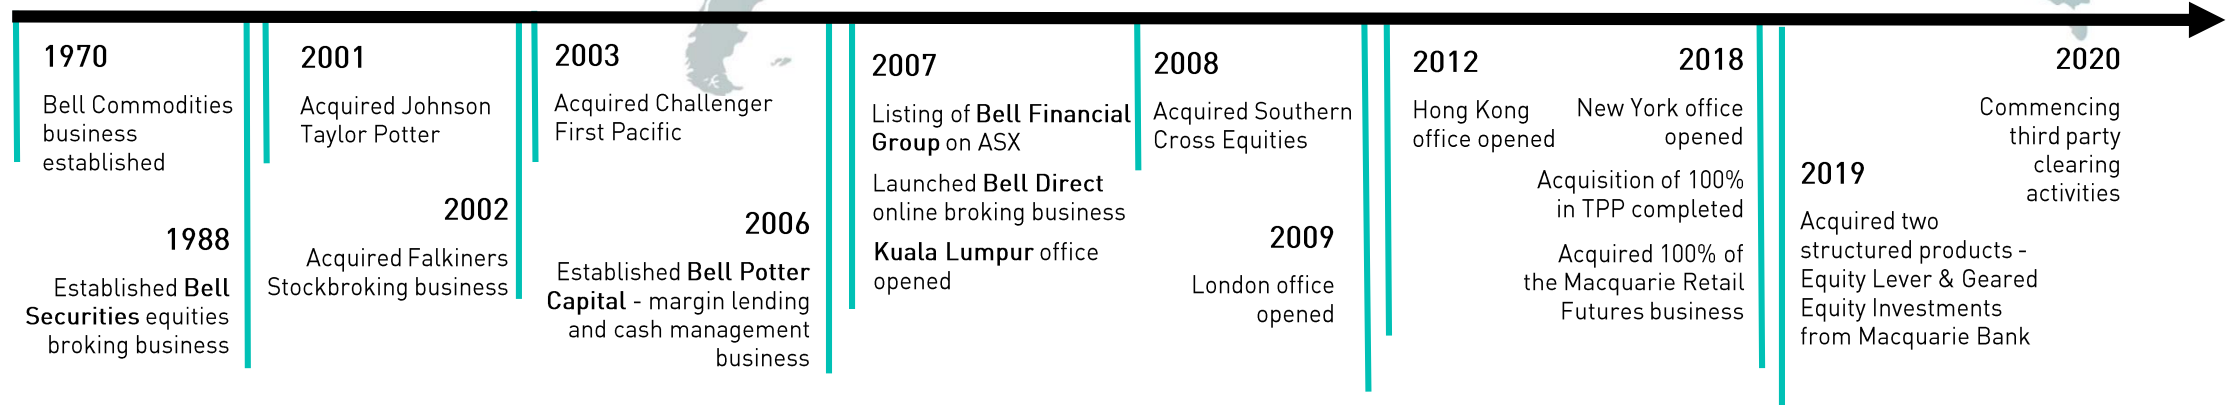 1970
Bell Commodities
business
established
1988
Established Bell
Securities equities
broking business
2001
Acquired Johnson
Taylor Potter
2002
Acquired Falkiners
Stockbroking business
2003
Acquired Challenger
First Pacific
2006
Established Bell Potter
Capital - margin lending
and cash management
business
2007
Listing of Bell Financial
Group on ASX
Launched Bell Direct
online broking business
Kuala Lumpur office
opened
2008
Acquired Southern
Cross Equities
2009
London office
opened
2012
Hong Kong
office opened
2018
New York office
opened
Acquisition of 100%
in TPP completed
Acquired 100% of
the Macquarie Retail
Futures business
2019
Acquired two
structured products -
Equity Lever & Geared
Equity Investments
from Macquarie Bank
2020
Commencing
third party
clearing
activities